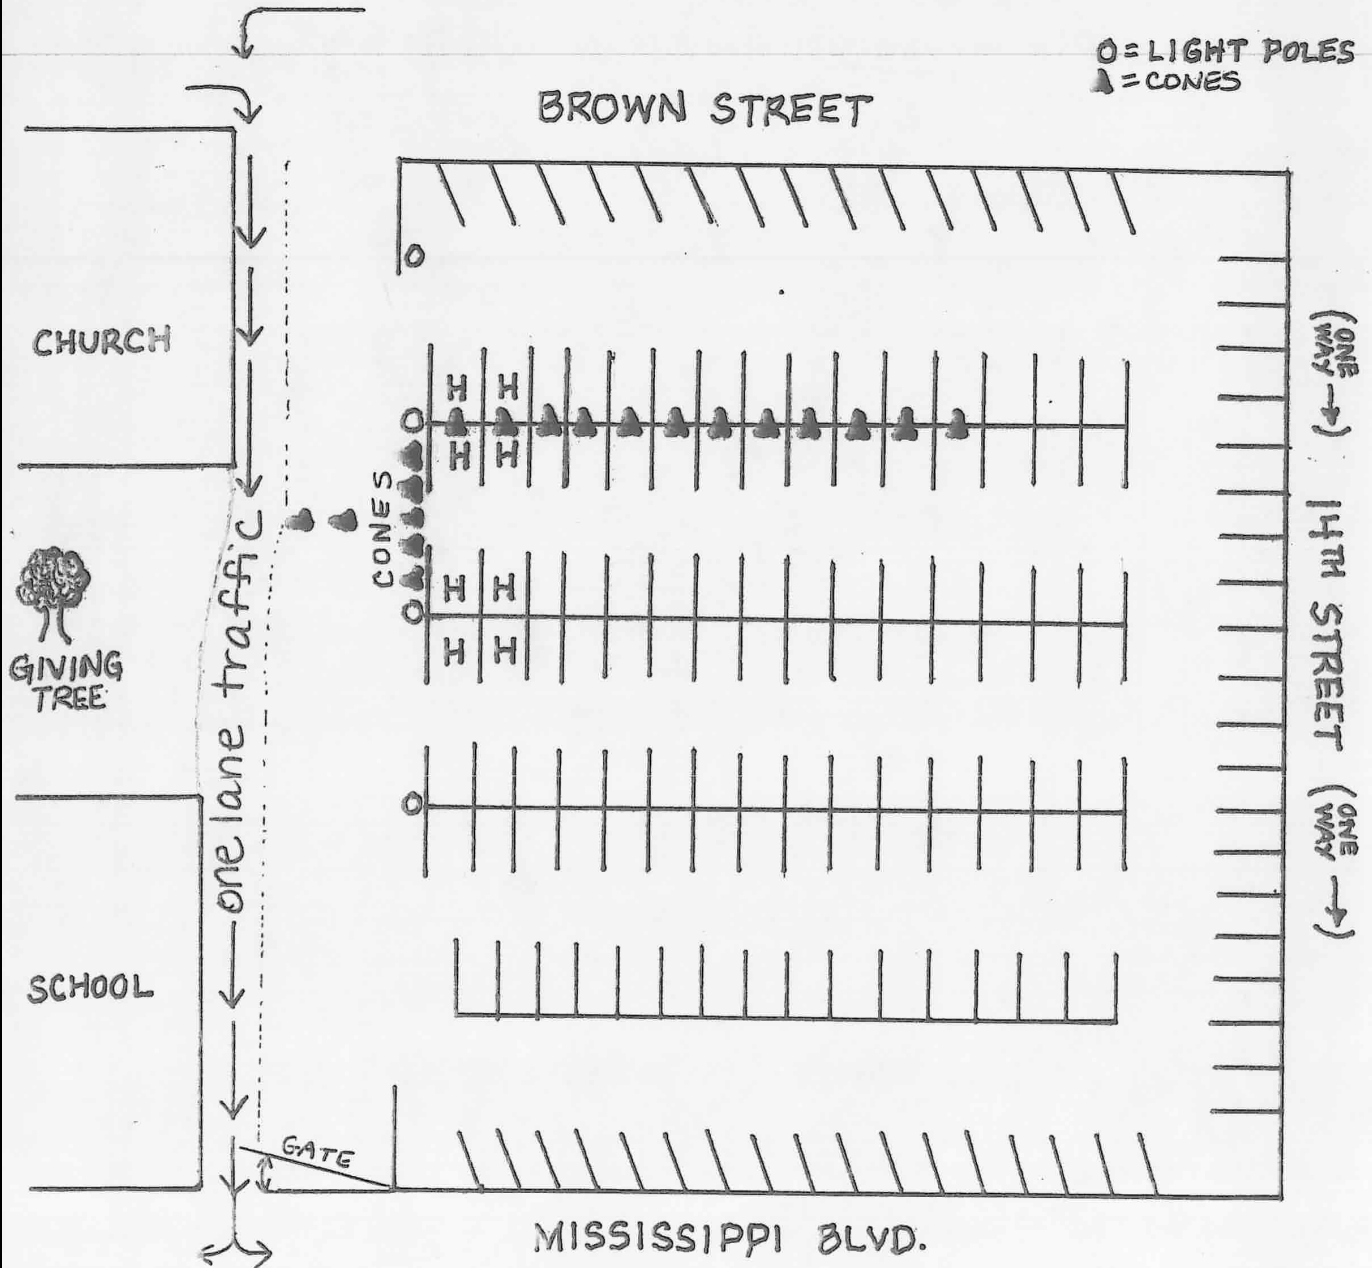 O = LIGHT POLES
= CONES
BROWN STREET
CHURCH
H H
H H
CONES
one lane traffic
H H
H H
GIVING
TREE
(ONE
WAY →)
14TH STREET
(ONE
WAY →)
SCHOOL
GATE
MISSISSIPPI BLVD.